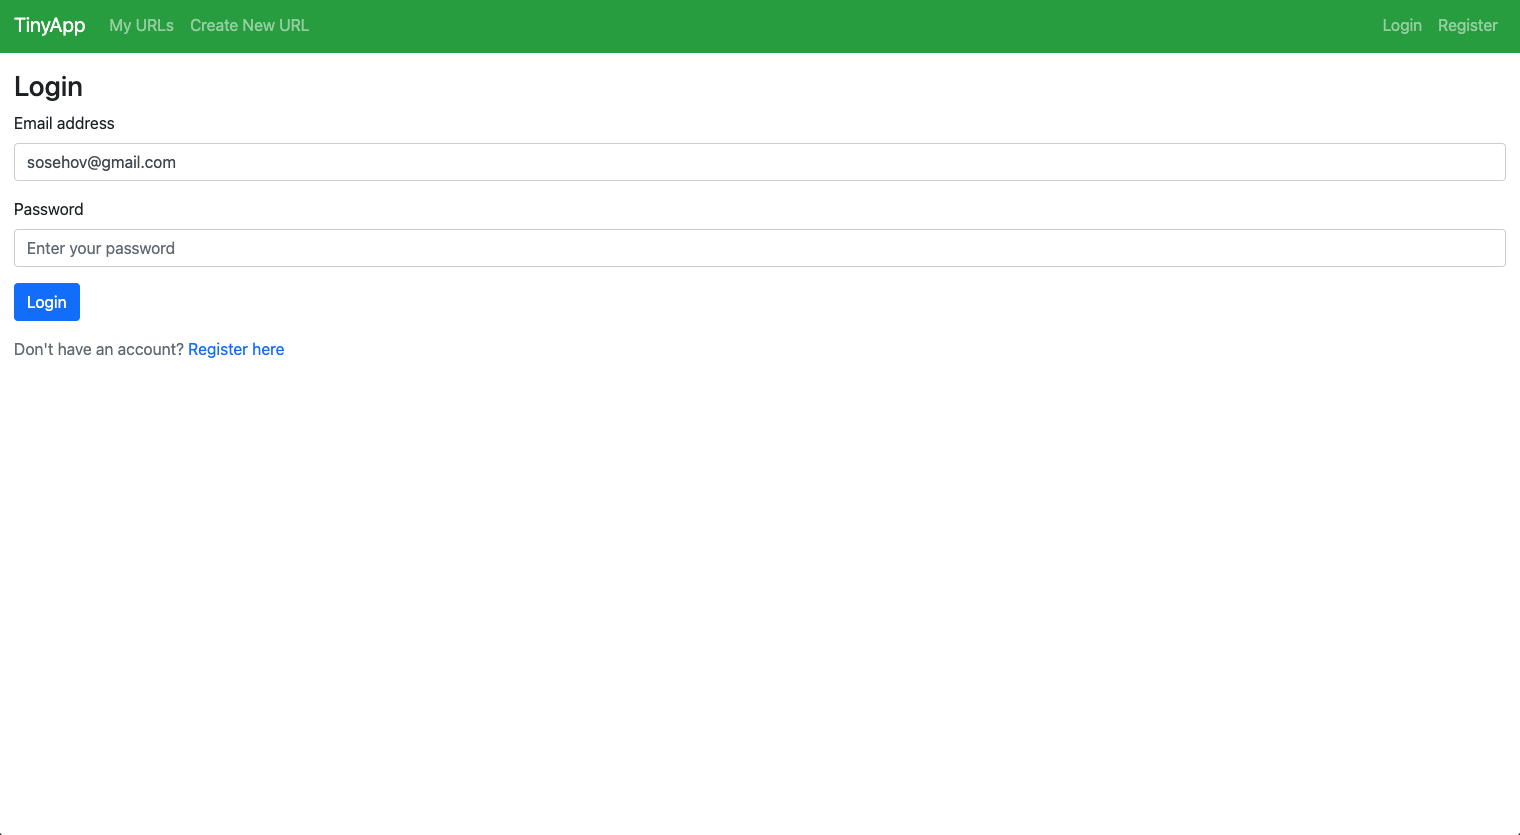 TinyApp My URLs Create New URL Login Register
Login
Email address
sosehov@gmail.com
Password
Enter your password
Login
Don't have an account? Register here